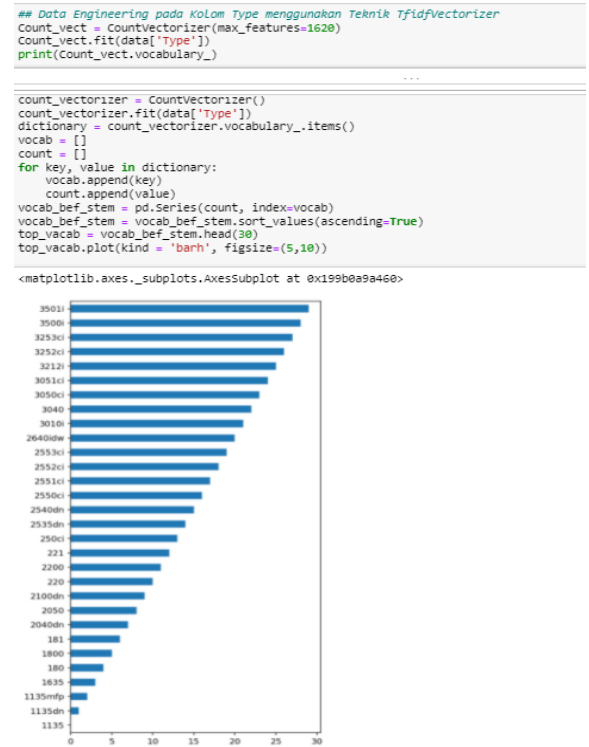 ## Data Engineering pada Kolom Type menggunakan Teknik TfidfVectorizer
Count_vect = CountVectorizer(max_features=1620)
Count_vect.fit(data['Type'])
print(Count_vect.vocabulary_)
...
count_vectorizer = CountVectorizer()
count_vectorizer.fit(data['Type'])
dictionary = count_vectorizer.vocabulary_.items()
vocab = []
count = []
for key, value in dictionary:
    vocab.append(key)
    count.append(value)
vocab_bef_stem = pd.Series(count, index=vocab)
vocab_bef_stem = vocab_bef_stem.sort_values(ascending=True)
top_vacab = vocab_bef_stem.head(30)
top_vacab.plot(kind = 'barh', figsize=(5,10))
<matplotlib.axes._subplots.AxesSubplot at 0x199b0a9a460>
3501i
3500i
3253ci
3252ci
3212i
3051ci
3050ci
3040
3010i
2640idw
2553ci
2552ci
2551ci
2550ci
2540dn
2535dn
250ci
221
2200
220
2100dn
2050
2040dn
181
1800
180
1635
1135mfp
1135dn
1135
0 5 10 15 20 25 30